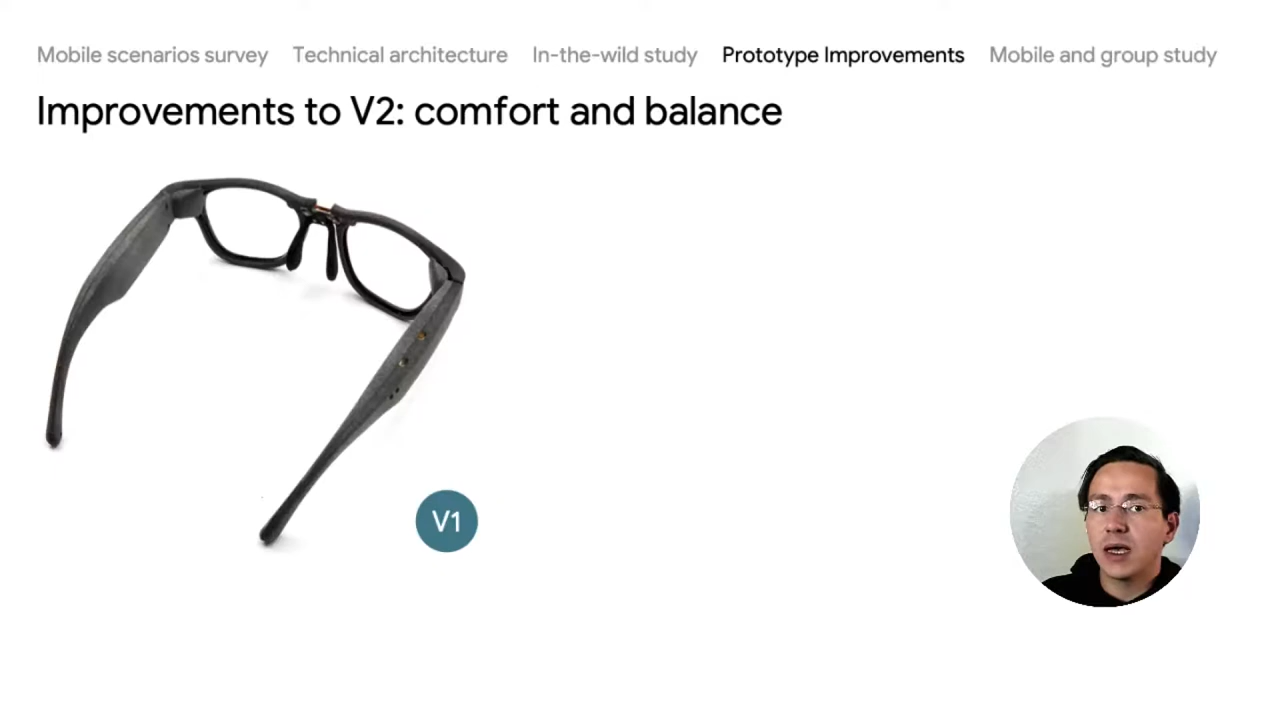 Mobile scenarios survey Technical architecture In-the-wild study Prototype Improvements Mobile and group study
Improvements to V2: comfort and balance
V1